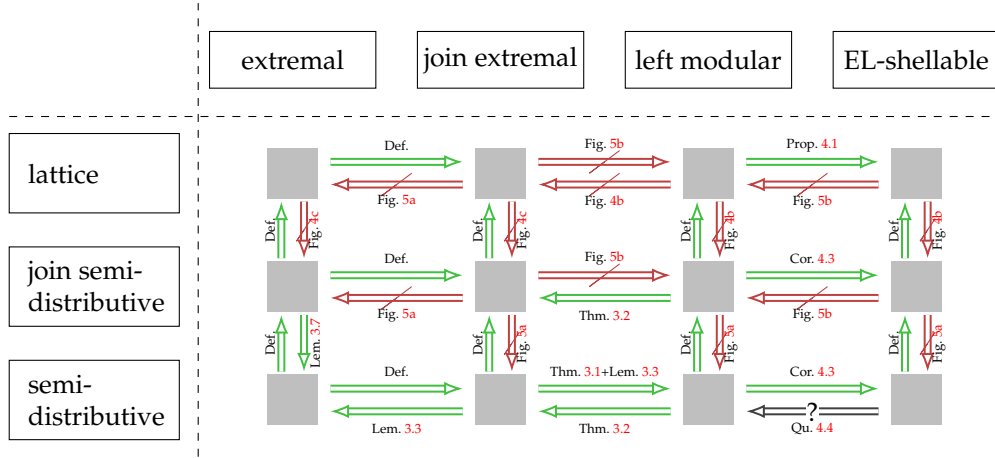 extremal join extremal left modular EL-shellable
lattice
Def. Fig. 5b Prop. 4.1
Fig. 5a Fig. 4b Fig. 5b
Def. Fig. 4c Def. Fig. 4c Def. Fig. 4b Def. Fig. 4b
join semi-
distributive
Def. Fig. 5b Cor. 4.3
Fig. 5a Thm. 3.2 Fig. 5b
Def. Lem. 3.7 Def. Fig. 5a Def. Fig. 5a Def. Fig. 5a
semi-
distributive
Def. Thm. 3.1+Lem. 3.3 Cor. 4.3
?
Lem. 3.3 Thm. 3.2 Qu. 4.4